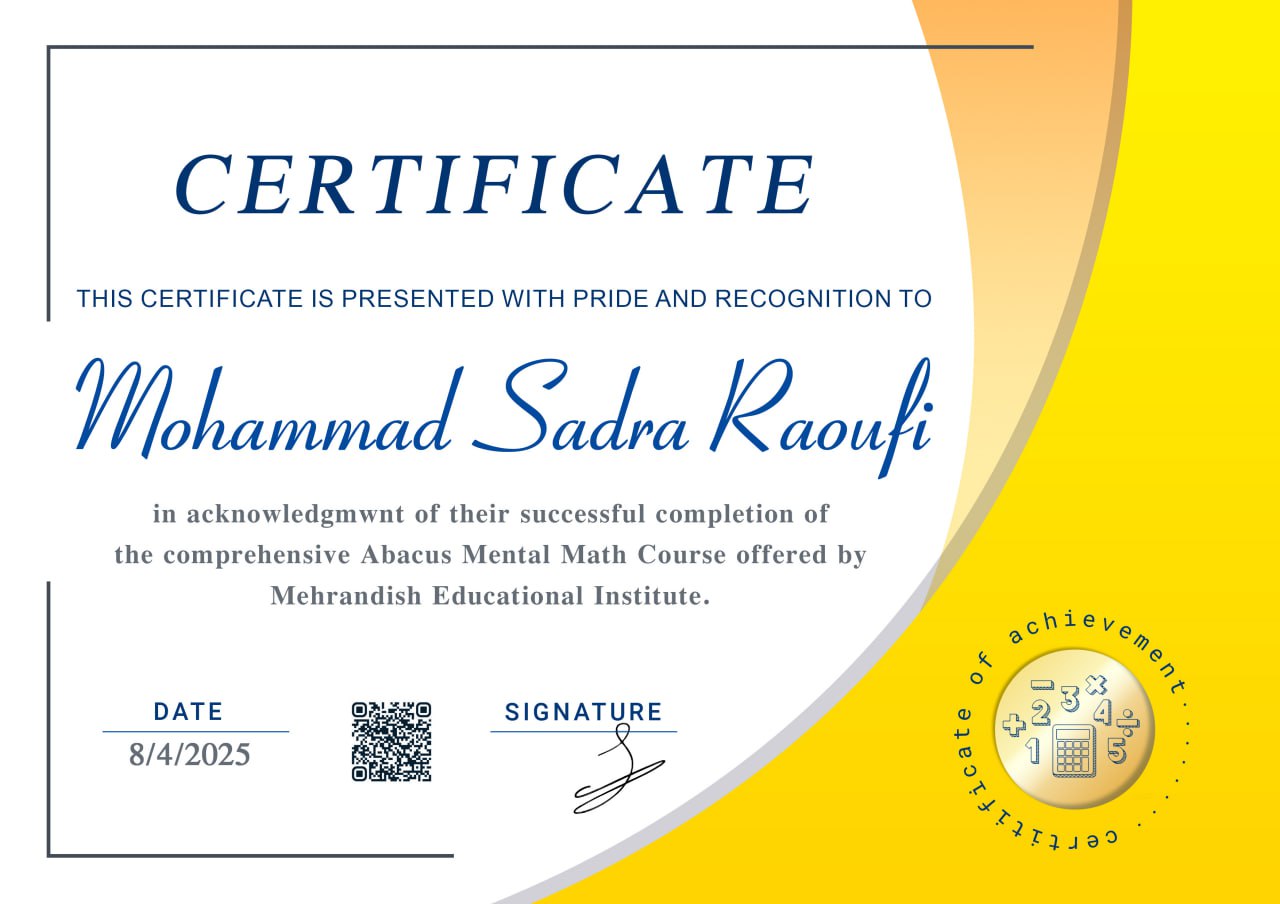 CERTIFICATE
THIS CERTIFICATE IS PRESENTED WITH PRIDE AND RECOGNITION TO
Mohammad Sadra Raoufi
in acknowledgmwnt of their successful completion of
the comprehensive Abacus Mental Math Course offered by
Mehrandish Educational Institute.
DATE
8/4/2025
SIGNATURE
certificate of achievement........
- 3 ×
+ 2 4 ÷
1 5